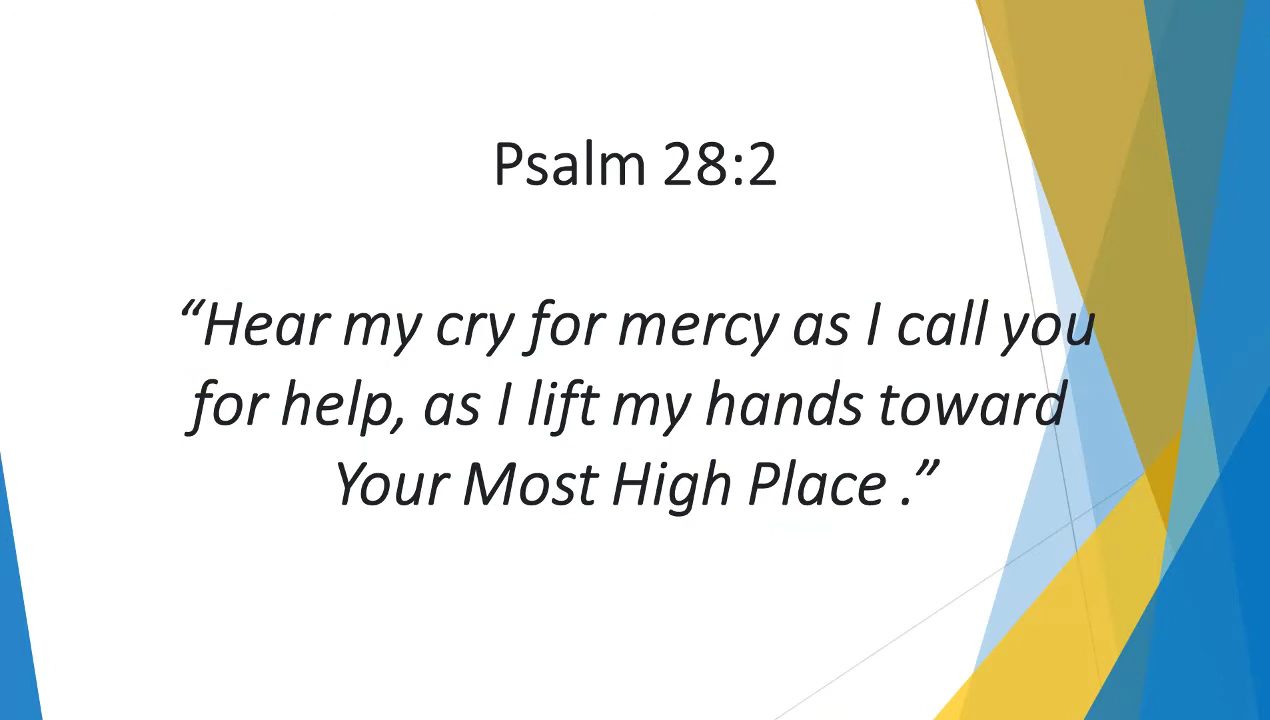 Psalm 28:2
“Hear my cry for mercy as I call you
for help, as I lift my hands toward
Your Most High Place .”